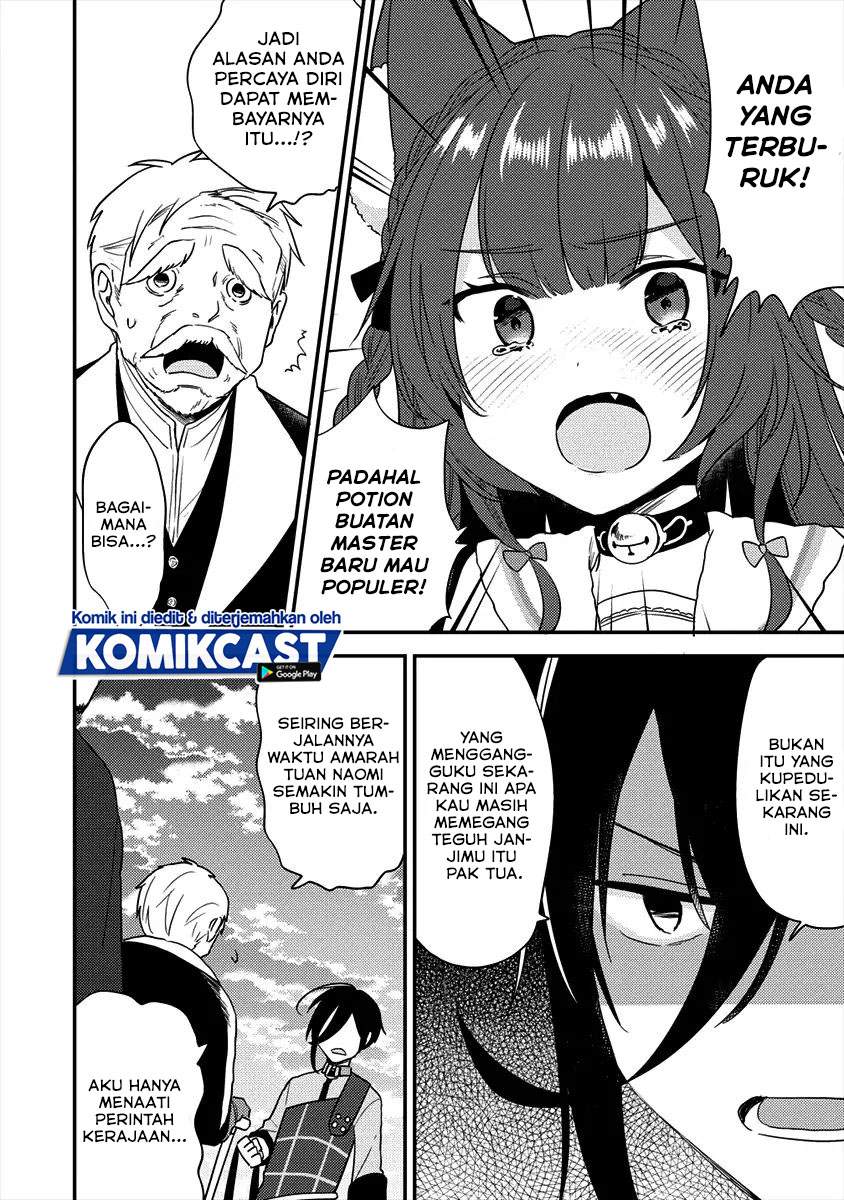 ANDA
YANG
TERBU-
RUK!
PADAHAL
POTION
BUATAN
MASTER
BARU MAU
POPULER!
JADI
ALASAN ANDA
PERCAYA DIRI
DAPAT MEM-
BAYARNYA
ITU...!?
BAGAI-
MANA
BISA...?
Komik ini diedit & diterjemahkan oleh
KOMIKCAST
GET IT ON
Google Play
BUKAN
ITU YANG
KUPEDU-
LIKAN SE-
KARANG
INI.
YANG
MENGGANG-
GUKU SEKA-
RANG INI APA
KAU MASIH
MEMEGANG
TEGUH JAN-
JIMU ITU
PAK TUA.
SEIRING BER-
JALANNYA
WAKTU AMARAH
TUAN NAOMI
SEMAKIN TUM-
BUH SAJA.
AKU HANYA
MENAATI
PERINTAH
KERAJAAN...